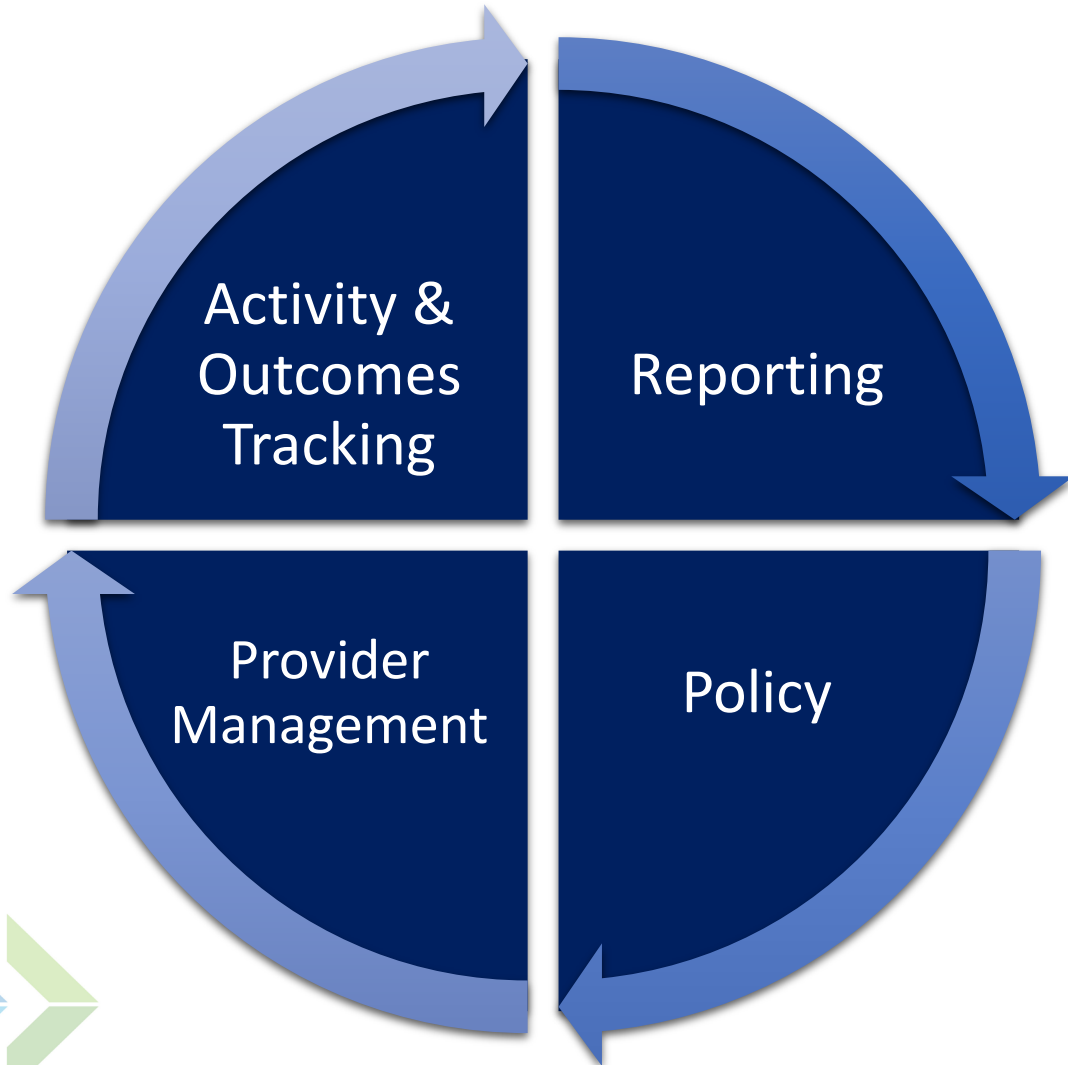 Activity &
Outcomes
Tracking
Reporting
Provider
Management
Policy